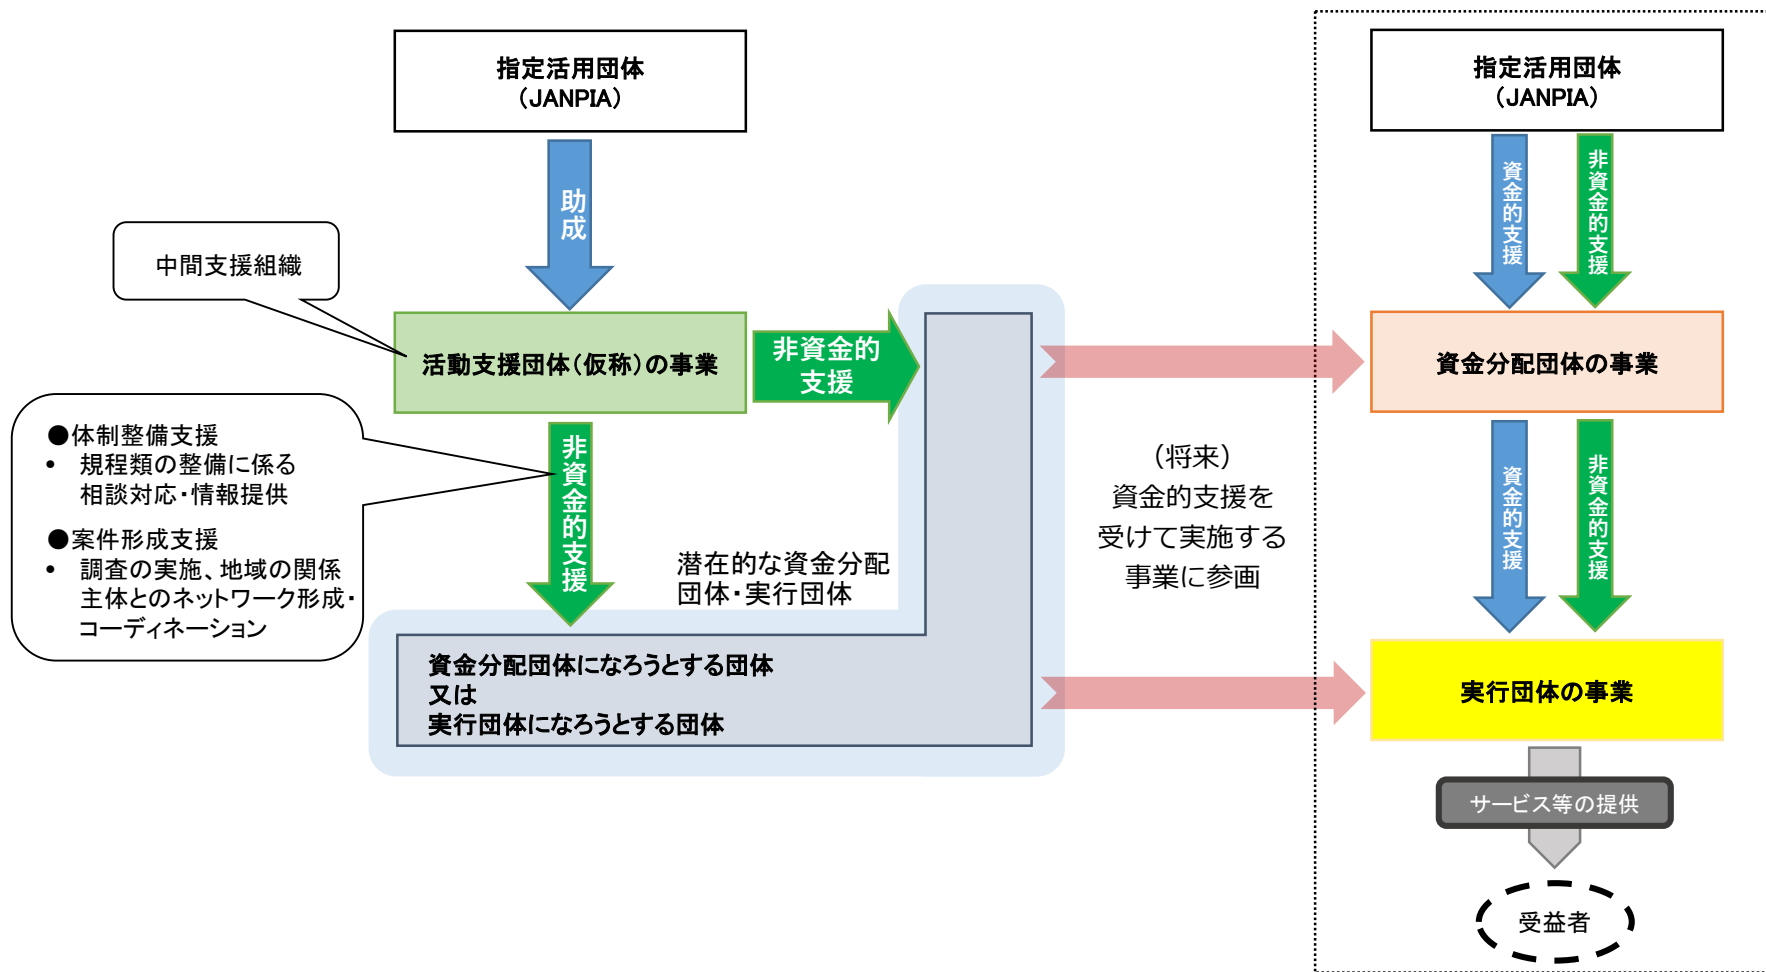 指定活用団体
（JANPIA）
助成
中間支援組織
活動支援団体（仮称）の事業
非資金的
支援
●体制整備支援
• 規程類の整備に係る
相談対応・情報提供
●案件形成支援
• 調査の実施、地域の関係
主体とのネットワーク形成・
コーディネーション
非資金的支援
潜在的な資金分配
団体・実行団体
資金分配団体になろうとする団体
又は
実行団体になろうとする団体
（将来）
資金的支援を
受けて実施する
事業に参画
指定活用団体
（JANPIA）
資金的支援
非資金的支援
資金分配団体の事業
資金的支援
非資金的支援
実行団体の事業
サービス等の提供
受益者